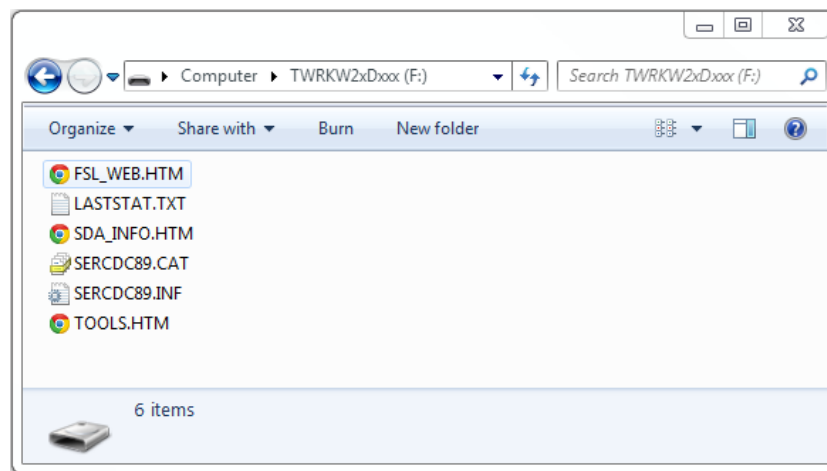 Computer TWRKW2xDxxx (F:) Search TWRKW2xDxxx (F:)
Organize Share with Burn New folder
FSL_WEB.HTM
LASTSTAT.TXT
SDA_INFO.HTM
SERCDC89.CAT
SERCDC89.INF
TOOLS.HTM
6 items